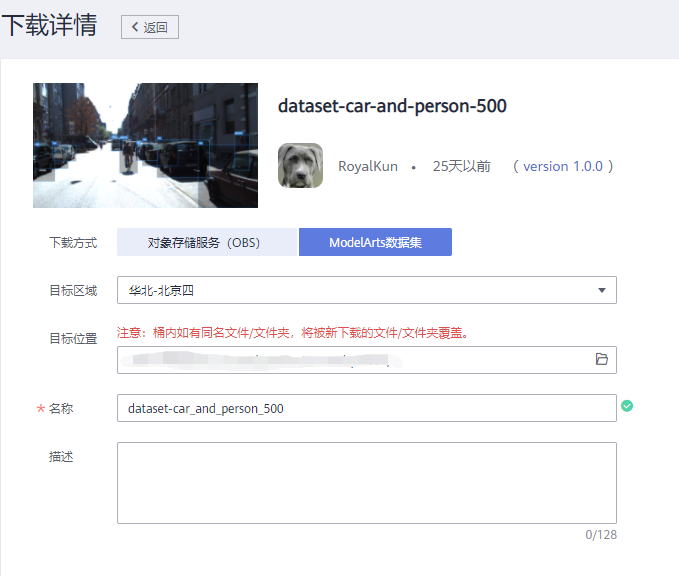 下载详情
返回
dataset-car-and-person-500
RoyalKun • 25天以前 ( version 1.0.0 )
下载方式 对象存储服务（OBS） ModelArts数据集
目标区域 华北-北京四
目标位置 注意：桶内如有同名文件/文件夹，将被新下载的文件/文件夹覆盖。
* 名称 dataset-car_and_person_500
描述
0/128